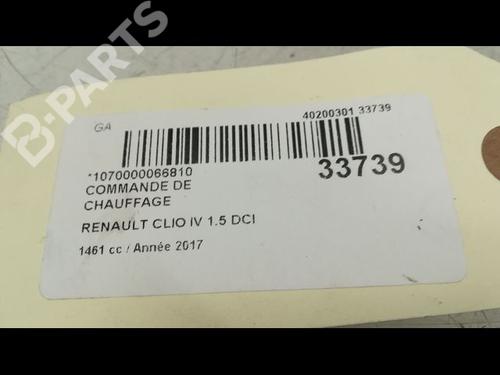 B-PARTS
GA
40200301 33739
*1070000066810
33739
COMMANDE DE
CHAUFFAGE
RENAULT CLIO IV 1.5 DCI
1461 cc / Année 2017